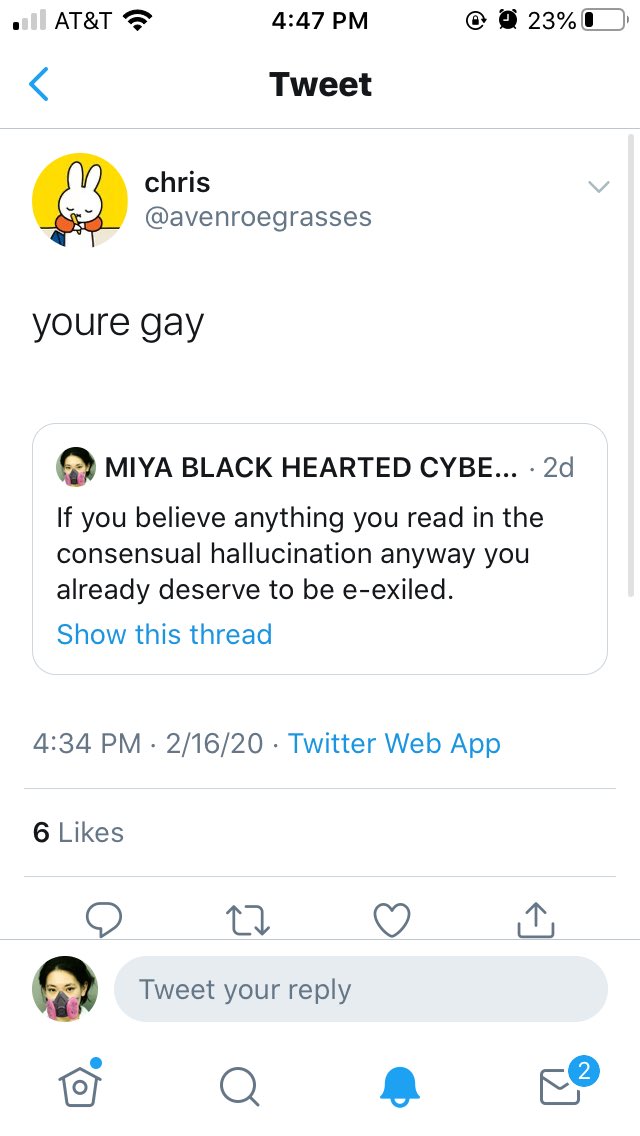 AT&T 4:47 PM 23%
Tweet
chris
@avenroegrasses
youre gay
MIYA BLACK HEARTED CYBE... · 2d
If you believe anything you read in the
consensual hallucination anyway you
already deserve to be e-exiled.
Show this thread
4:34 PM · 2/16/20 · Twitter Web App
6 Likes
Tweet your reply
2